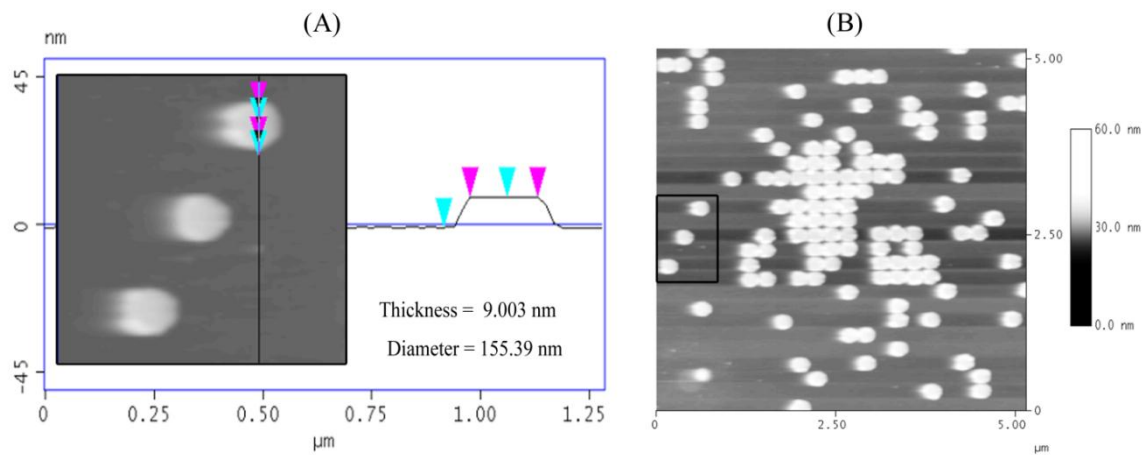 (A)
(B)
nm
45
0
-45
Thickness = 9.003 nm
Diameter = 155.39 nm
0
0.25
0.50
0.75
1.00
1.25
µm
5.00
2.50
0
0
2.50
5.00
µm
60.0 nm
30.0 nm
0.0 nm